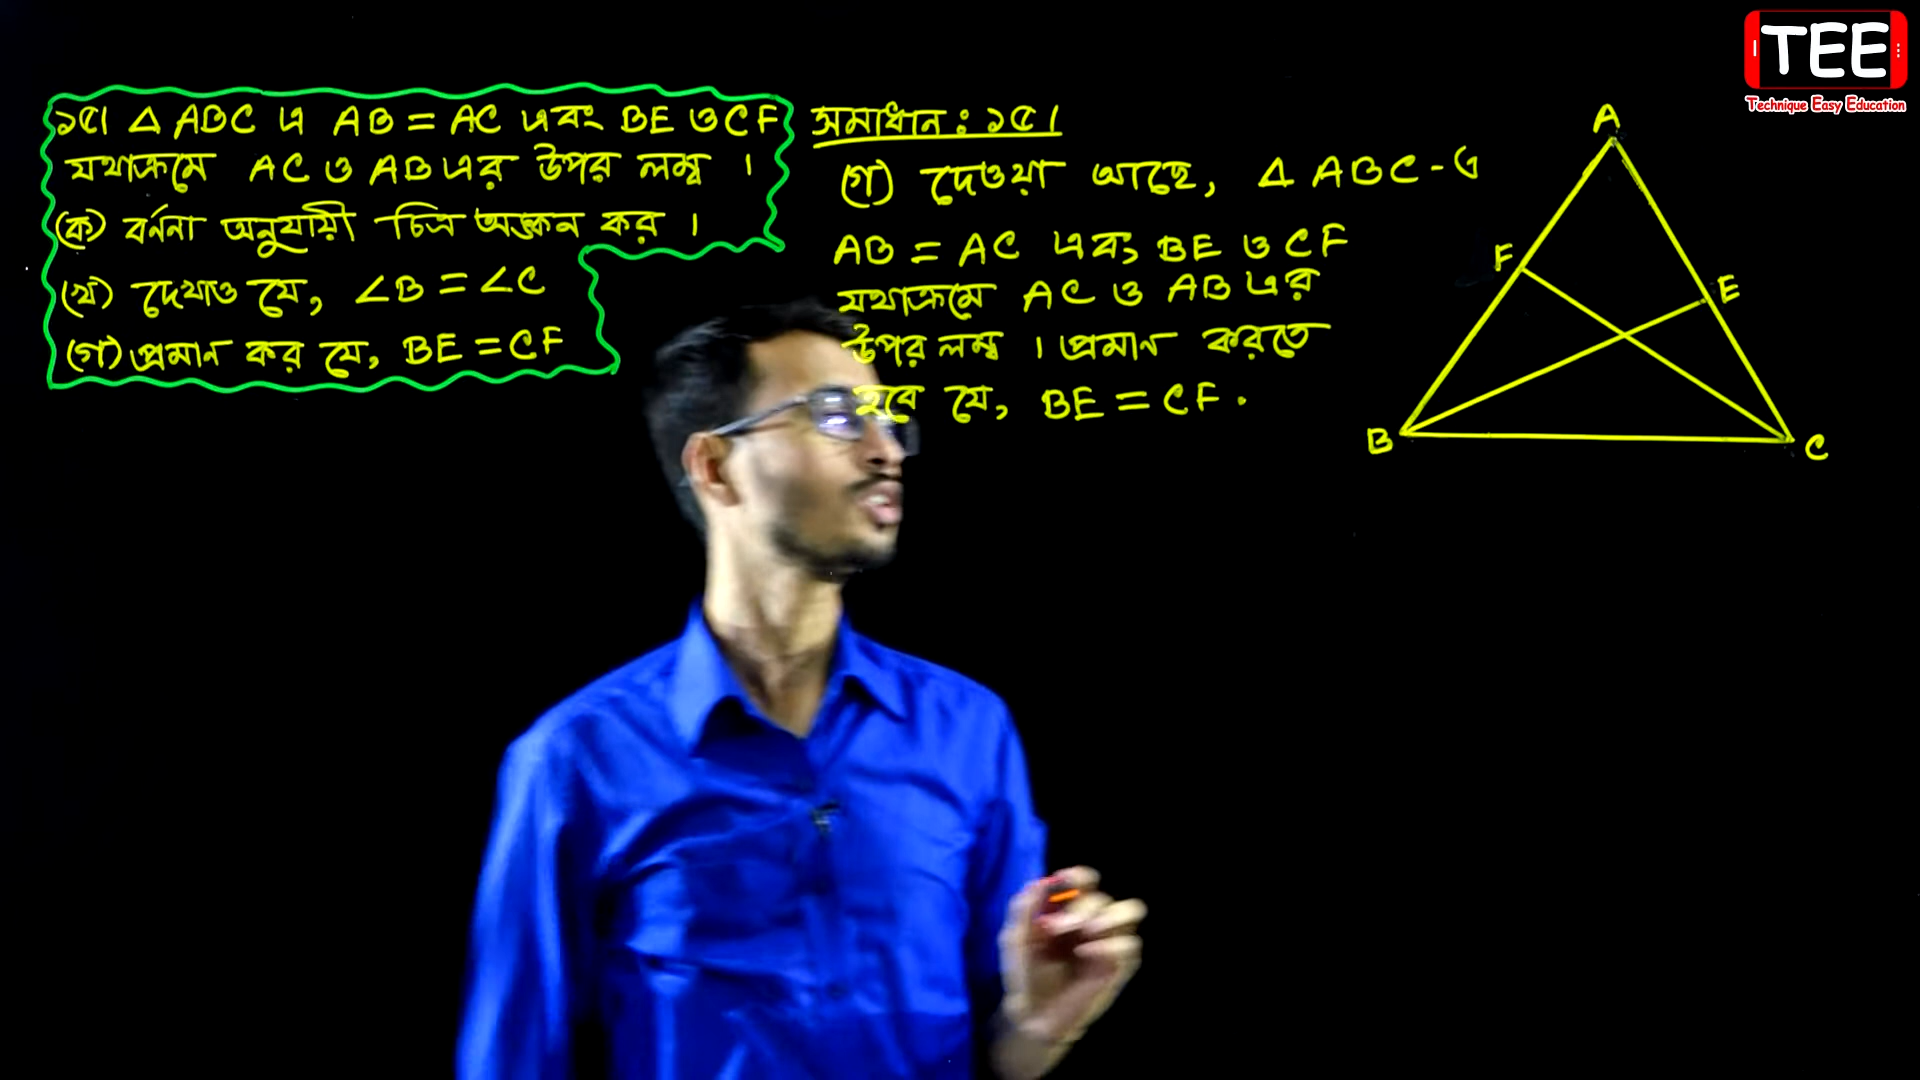 ১৫। △ ABC এ AB = AC এবং BE ও CF
যথাক্রমে AC ও AB এর উপর লম্ব ।
(ক) বর্ননা অনুযায়ী চিত্র অঙ্কন কর ।
(খ) দেখাও যে, ∠B = ∠C
(গ) প্রমান কর যে, BE = CF
সমাধান : ১৫।
(গ) দেওয়া আছে, △ ABC-এ
AB = AC এবং BE ও CF
যথাক্রমে AC ও AB এর
উপর লম্ব । প্রমান করতে
হবে যে, BE = CF .
A
F
E
B
C
TEE
Technique Easy Education